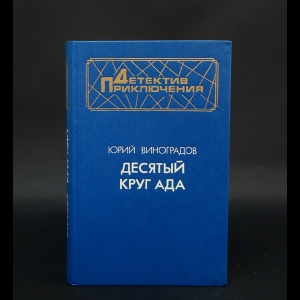 Детектив
Приключения
ЮРИЙ ВИНОГРАДОВ
ДЕСЯТЫЙ
КРУГ АДА